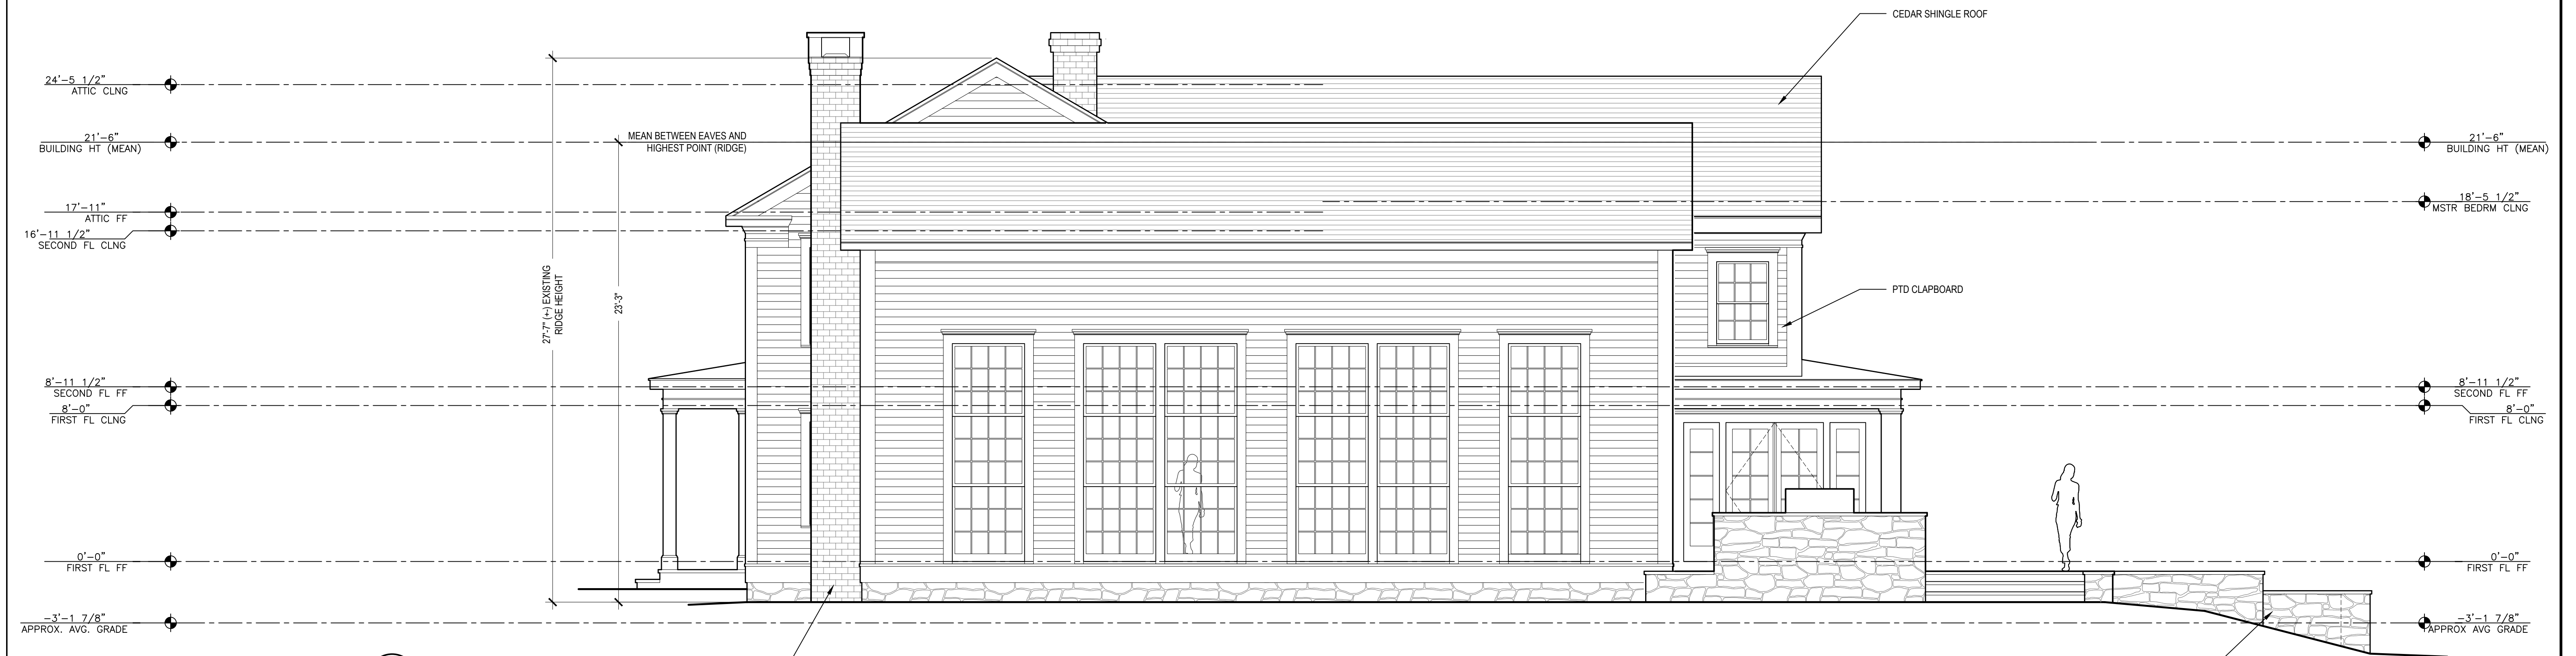 CEDAR SHINGLE ROOF
24'-5 1/2"
ATTIC CLNG
21'-6"
BUILDING HT (MEAN)
MEAN BETWEEN EAVES AND
HIGHEST POINT (RIDGE)
21'-6"
BUILDING HT (MEAN)
17'-11"
ATTIC FF
18'-5 1/2"
MSTR BEDRM CLNG
16'-11 1/2"
SECOND FL CLNG
27'-7" (+-) EXISTING
RIDGE HEIGHT
23'-3"
PTD CLAPBOARD
8'-11 1/2"
SECOND FL FF
8'-11 1/2"
SECOND FL FF
8'-0"
FIRST FL CLNG
8'-0"
FIRST FL CLNG
0'-0"
FIRST FL FF
0'-0"
FIRST FL FF
-3'-1 7/8"
APPROX. AVG. GRADE
-3'-1 7/8"
APPROX AVG GRADE